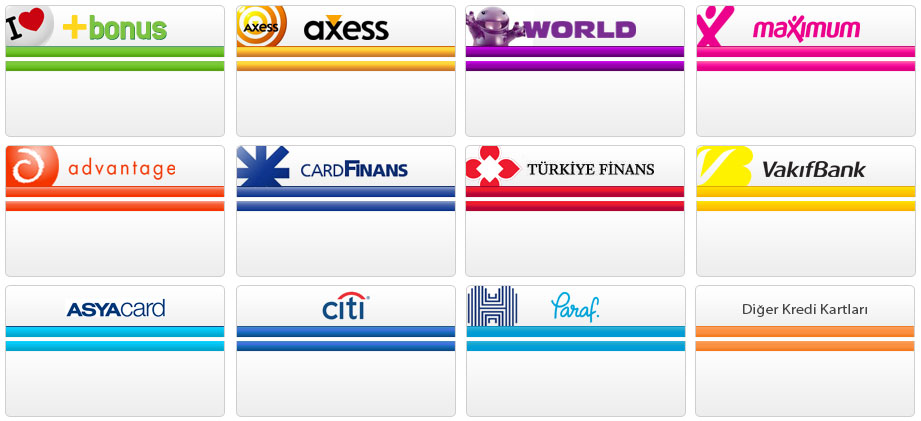 I ❤ +bonus
AXESS axess
WORLD
maximum
advantage
CARDFINANS
TÜRKİYE FİNANS
VakıfBank
ASYAcard
citi
Paraf.
Diğer Kredi Kartları